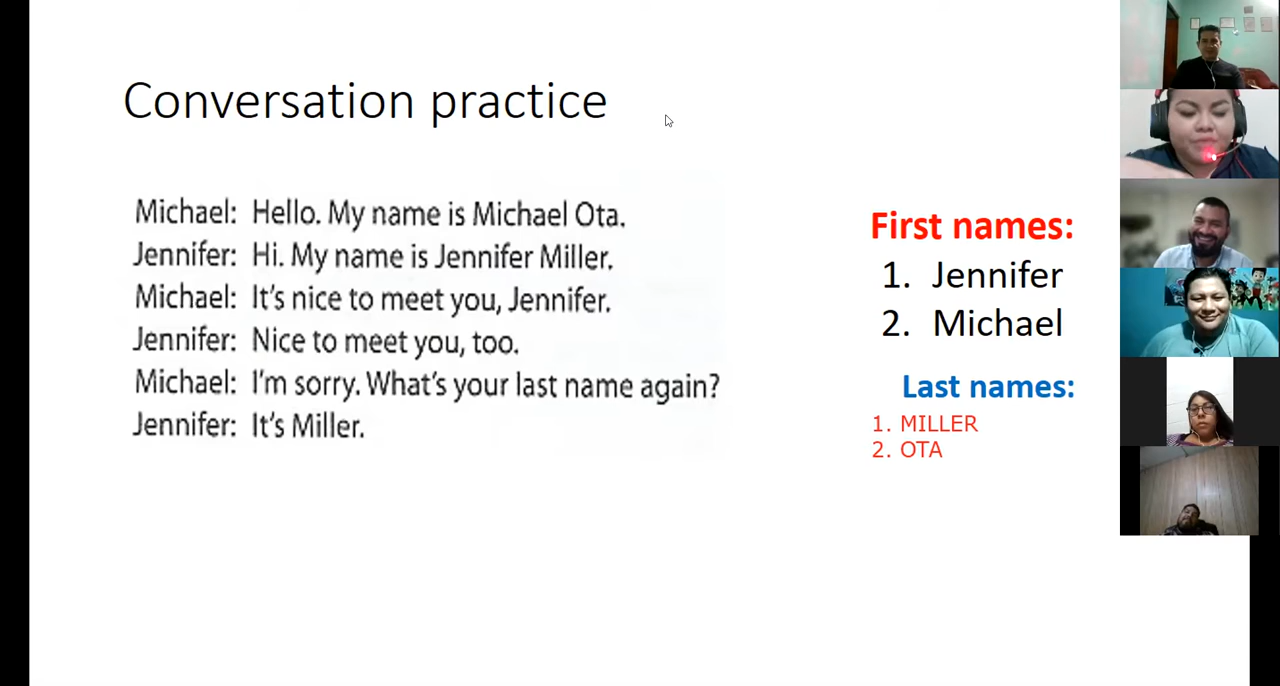 Conversation practice
Michael: Hello. My name is Michael Ota.
Jennifer: Hi. My name is Jennifer Miller.
Michael: It's nice to meet you, Jennifer.
Jennifer: Nice to meet you, too.
Michael: I'm sorry. What's your last name again?
Jennifer: It's Miller.
First names:
1. Jennifer
2. Michael
Last names:
1. MILLER
2. OTA